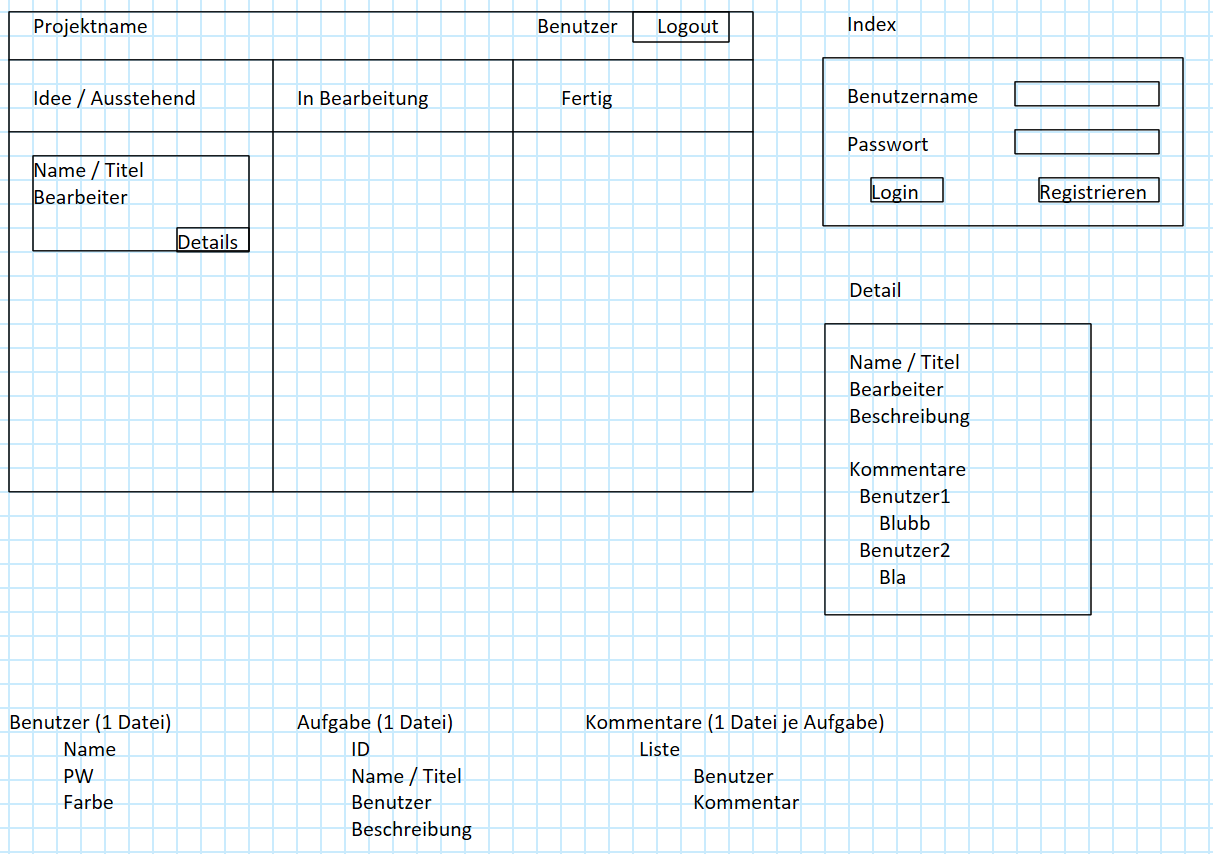 Projektname
Benutzer
Logout
Idee / Ausstehend
In Bearbeitung
Fertig
Name / Titel
Bearbeiter
Details
Index
Benutzername
Passwort
Login
Registrieren
Detail
Name / Titel
Bearbeiter
Beschreibung
Kommentare
Benutzer1
Blubb
Benutzer2
Bla
Benutzer (1 Datei)
Name
PW
Farbe
Aufgabe (1 Datei)
ID
Name / Titel
Benutzer
Beschreibung
Kommentare (1 Datei je Aufgabe)
Liste
Benutzer
Kommentar